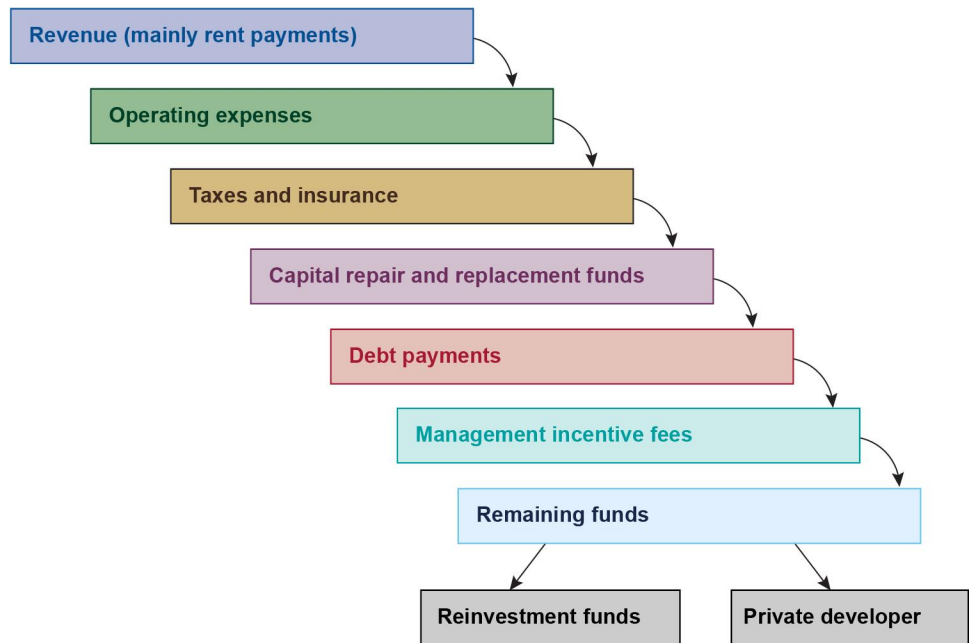 Revenue (mainly rent payments)
Operating expenses
Taxes and insurance
Capital repair and replacement funds
Debt payments
Management incentive fees
Remaining funds
Reinvestment funds
Private developer